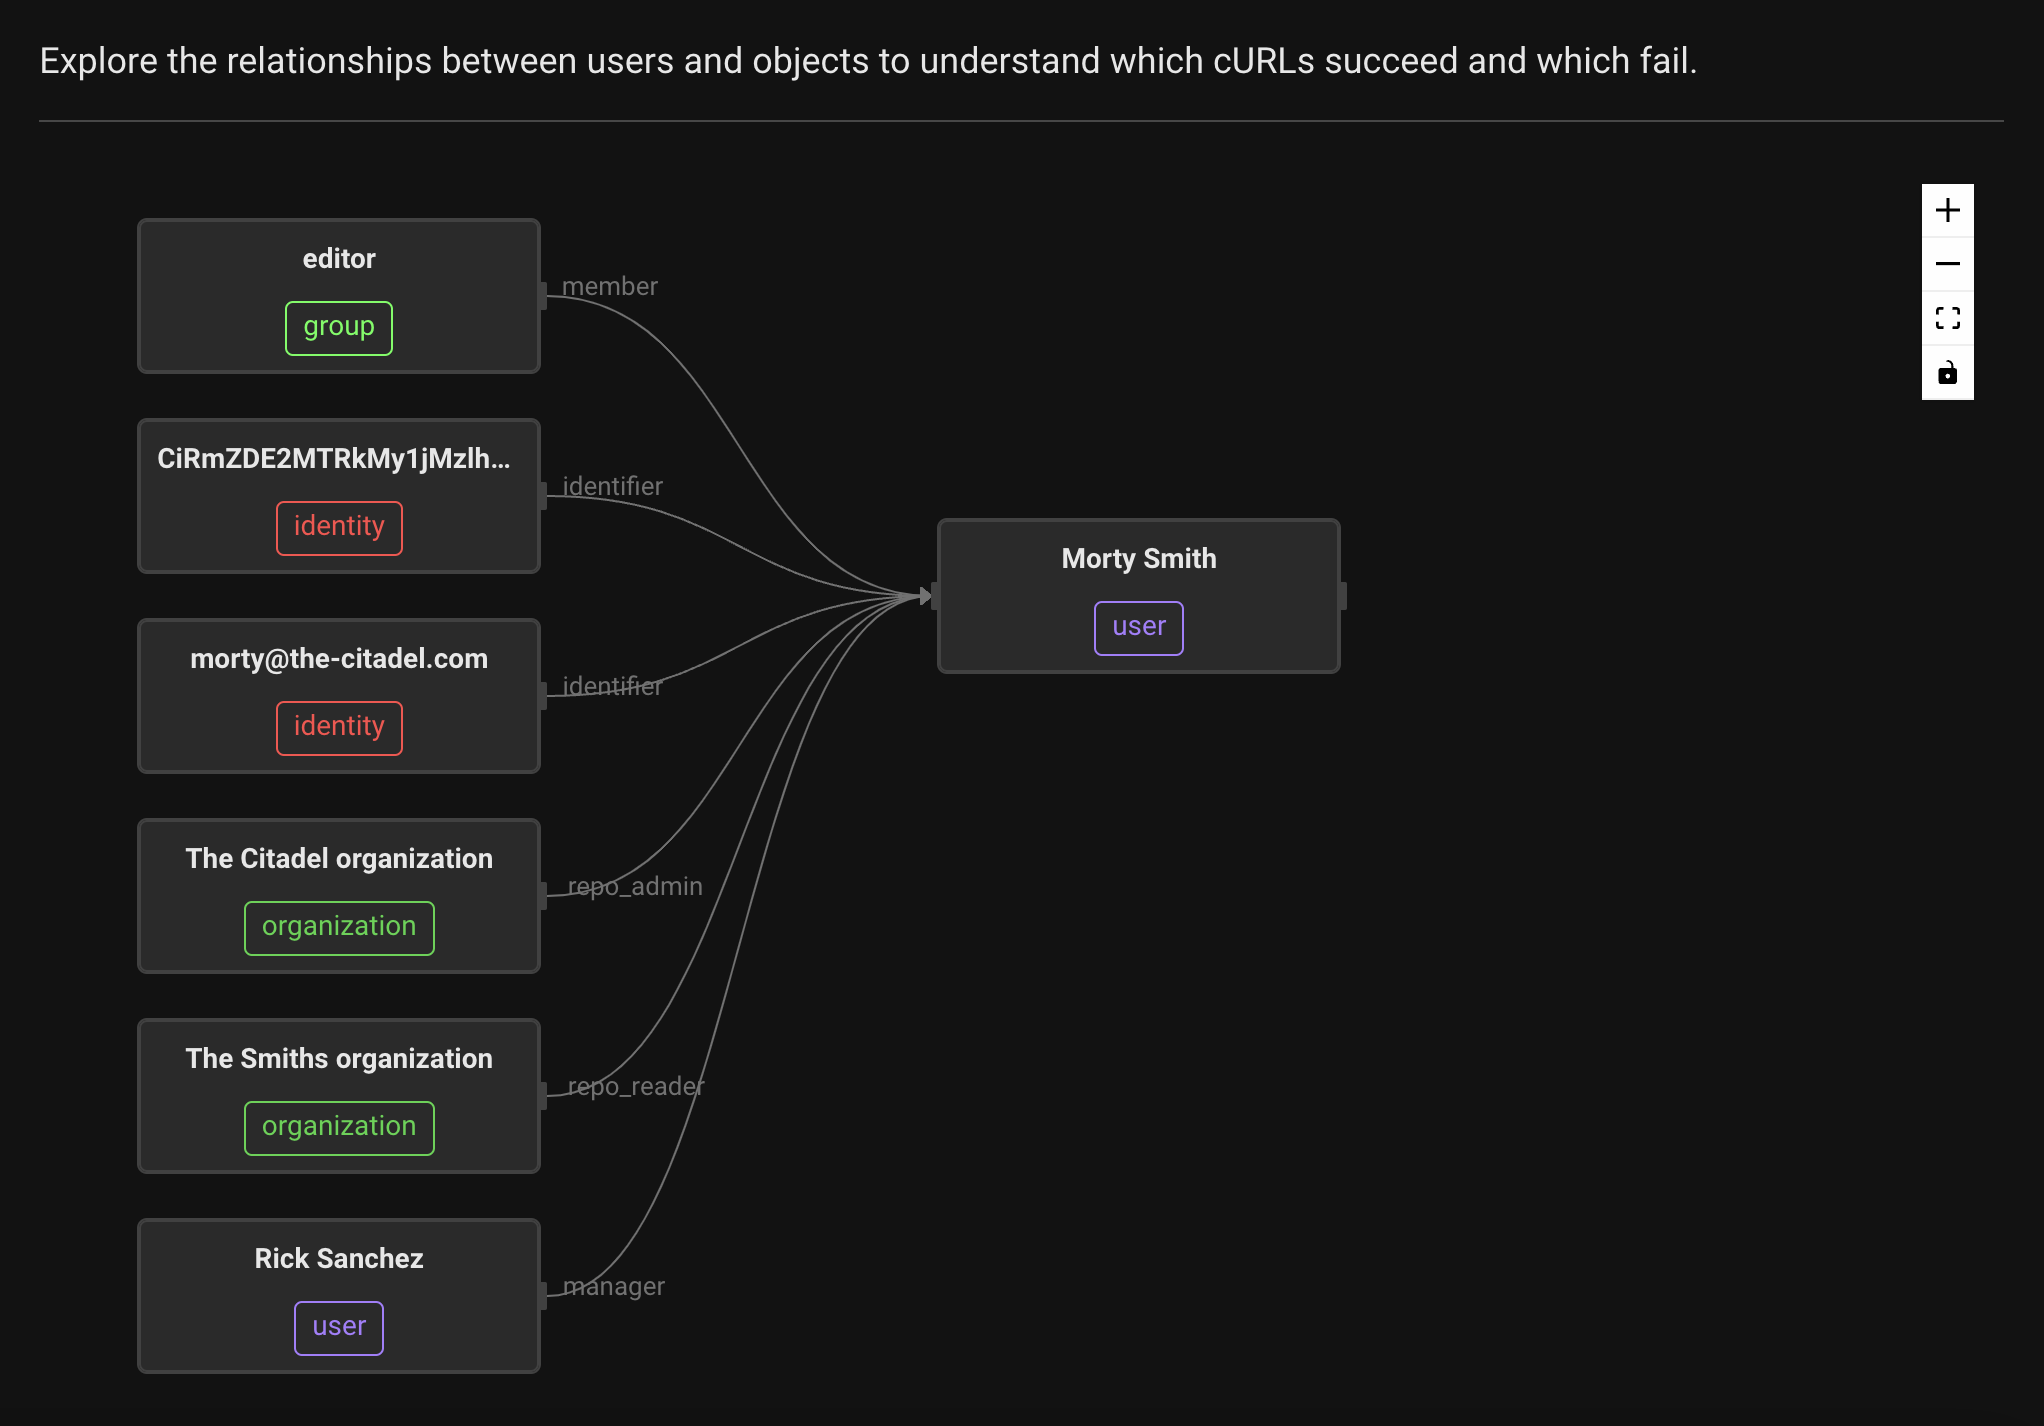 Explore the relationships between users and objects to understand which cURLs succeed and which fail.
editor
group
member
CiRmZDE2MTRkMy1jMzlh...
identity
identifier
morty@the-citadel.com
identity
identifier
The Citadel organization
organization
repo_admin
The Smiths organization
organization
repo_reader
Rick Sanchez
user
manager
Morty Smith
user